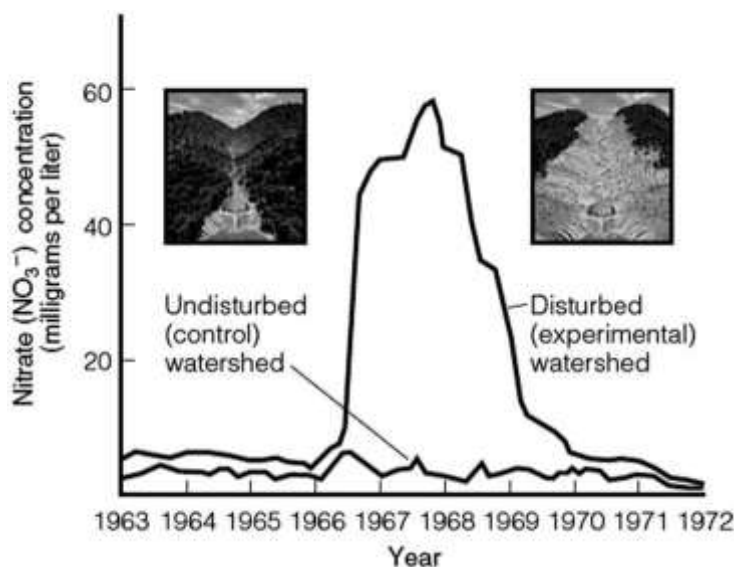 Nitrate (NO₃⁻) concentration
(milligrams per liter)
60
40
20
Undisturbed
(control)
watershed
Disturbed
(experimental)
watershed
1963 1964 1965 1966 1967 1968 1969 1970 1971 1972
Year